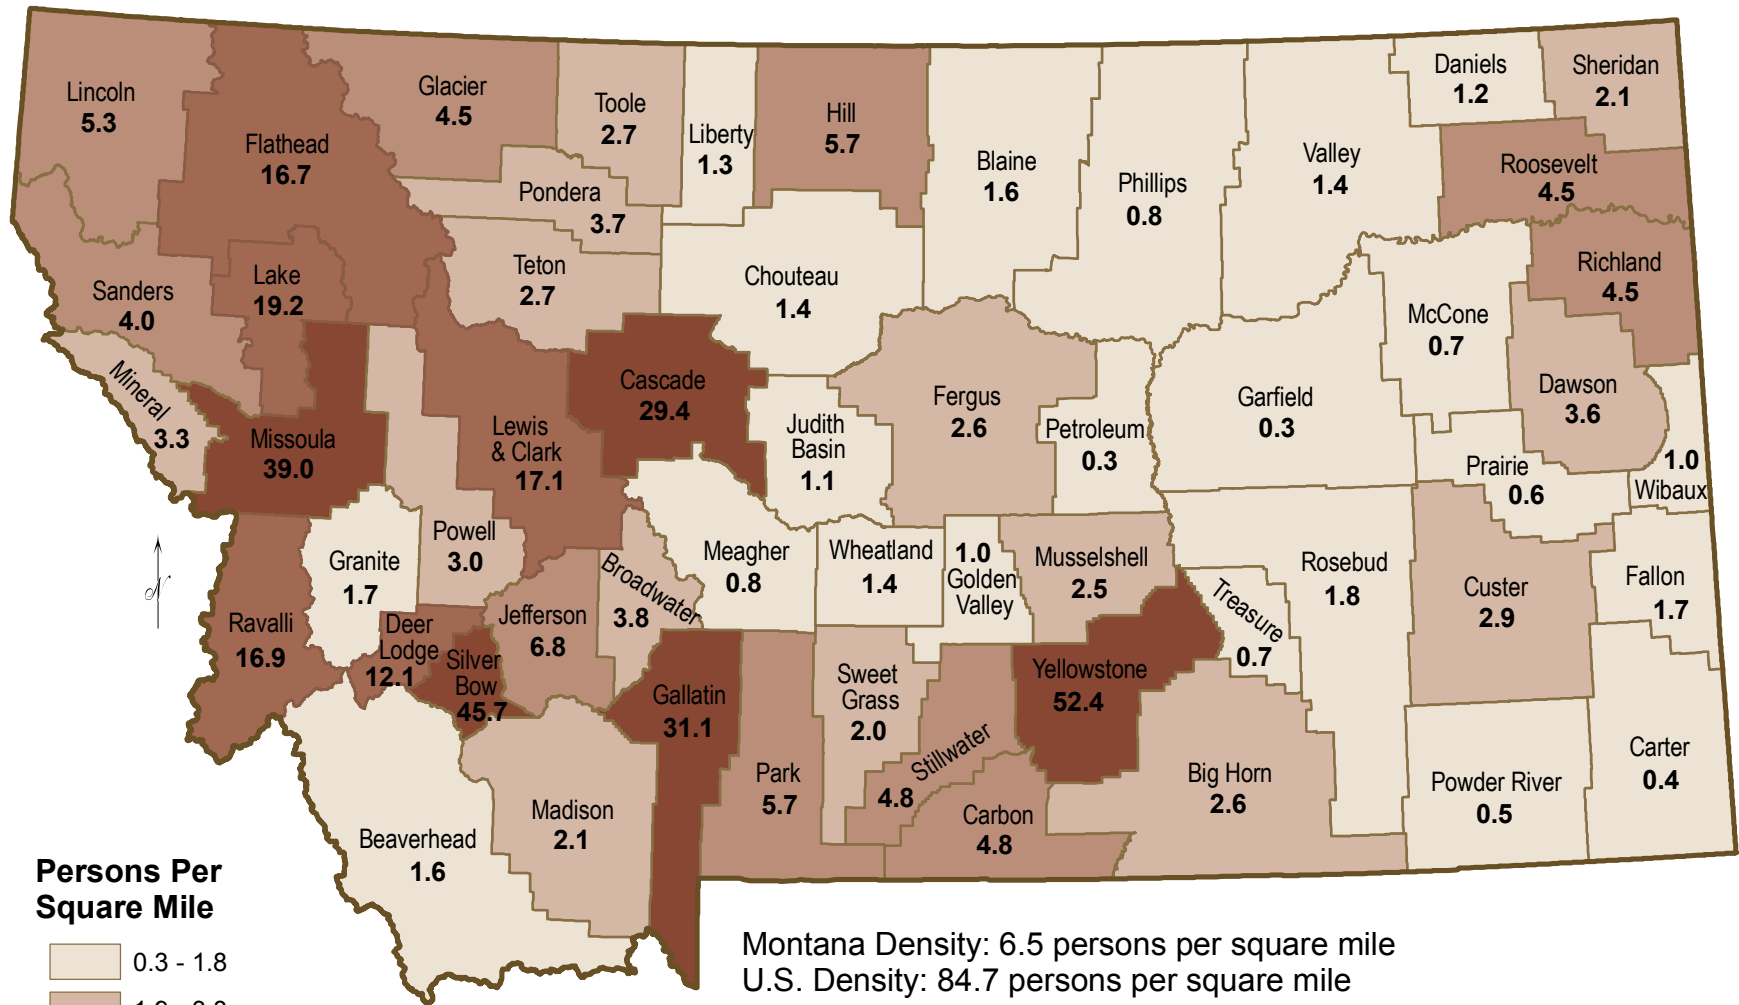 Lincoln
5.3
Flathead
16.7
Glacier
4.5
Toole
2.7
Liberty
1.3
Hill
5.7
Blaine
1.6
Phillips
0.8
Valley
1.4
Daniels
1.2
Sheridan
2.1
Roosevelt
4.5
Pondera
3.7
Teton
2.7
Chouteau
1.4
Richland
4.5
McCone
0.7
Sanders
4.0
Lake
19.2
Mineral
3.3
Missoula
39.0
Lewis
& Clark
17.1
Cascade
29.4
Judith
Basin
1.1
Fergus
2.6
Petroleum
0.3
Garfield
0.3
Dawson
3.6
Prairie
0.6
1.0
Wibaux
Powell
3.0
Granite
1.7
Ravalli
16.9
Deer
Lodge
12.1
Silver
Bow
45.7
Jefferson
6.8
Broadwater
3.8
Meagher
0.8
Wheatland
1.4
1.0
Golden
Valley
Musselshell
2.5
Treasure
0.7
Rosebud
1.8
Custer
2.9
Fallon
1.7
N
Gallatin
31.1
Park
5.7
Sweet
Grass
2.0
Stillwater
4.8
Yellowstone
52.4
Carbon
4.8
Big Horn
2.6
Powder River
0.5
Carter
0.4
Madison
2.1
Beaverhead
1.6
Persons Per
Square Mile
0.3 - 1.8
Montana Density: 6.5 persons per square mile
U.S. Density: 84.7 persons per square mile